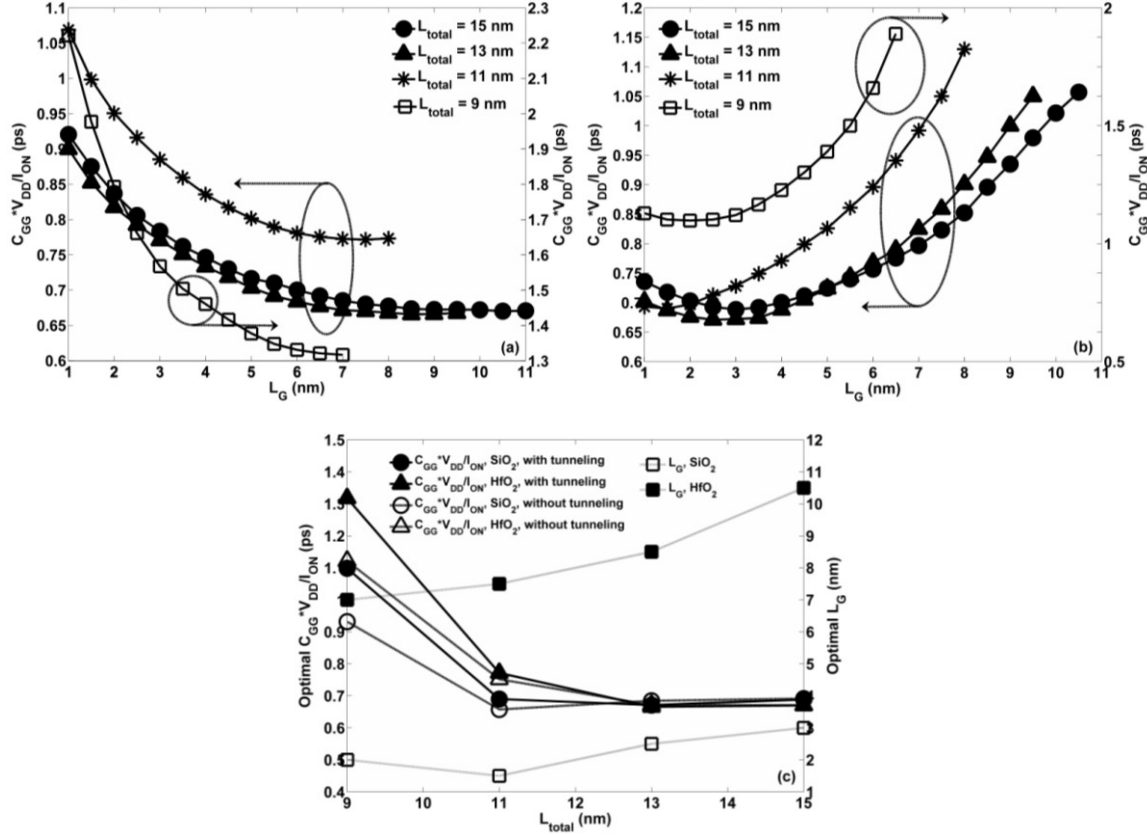 C_GG*V_DD/I_ON (ps)
1.1
1.05
1
0.95
0.9
0.85
0.8
0.75
0.7
0.65
0.6
L_total = 15 nm
L_total = 13 nm
L_total = 11 nm
L_total = 9 nm
2.3
2.2
2.1
2
1.9
1.8
1.7
1.6
1.5
1.4
1.3
C_GG*V_DD/I_ON (ps)
(a)
1 2 3 4 5 6 7 8 9 10 11
L_G (nm)
C_GG*V_DD/I_ON (ps)
1.2
1.15
1.1
1.05
1
0.95
0.9
0.85
0.8
0.75
0.7
0.65
0.6
L_total = 15 nm
L_total = 13 nm
L_total = 11 nm
L_total = 9 nm
2
1.5
1
0.5
C_GG*V_DD/I_ON (ps)
(b)
1 2 3 4 5 6 7 8 9 10 11
L_G (nm)
Optimal C_GG*V_DD/I_ON (ps)
1.5
1.4
1.3
1.2
1.1
1.0
0.9
0.8
0.7
0.6
0.5
0.4
C_GG*V_DD/I_ON, SiO_2, with tunneling
C_GG*V_DD/I_ON, HfO_2, with tunneling
C_GG*V_DD/I_ON, SiO_2, without tunneling
C_GG*V_DD/I_ON, HfO_2, without tunneling
L_G, SiO_2
L_G, HfO_2
12
11
10
9
8
7
6
5
4
3
2
1
Optimal L_G (nm)
(c)
9 10 11 12 13 14 15
L_total (nm)